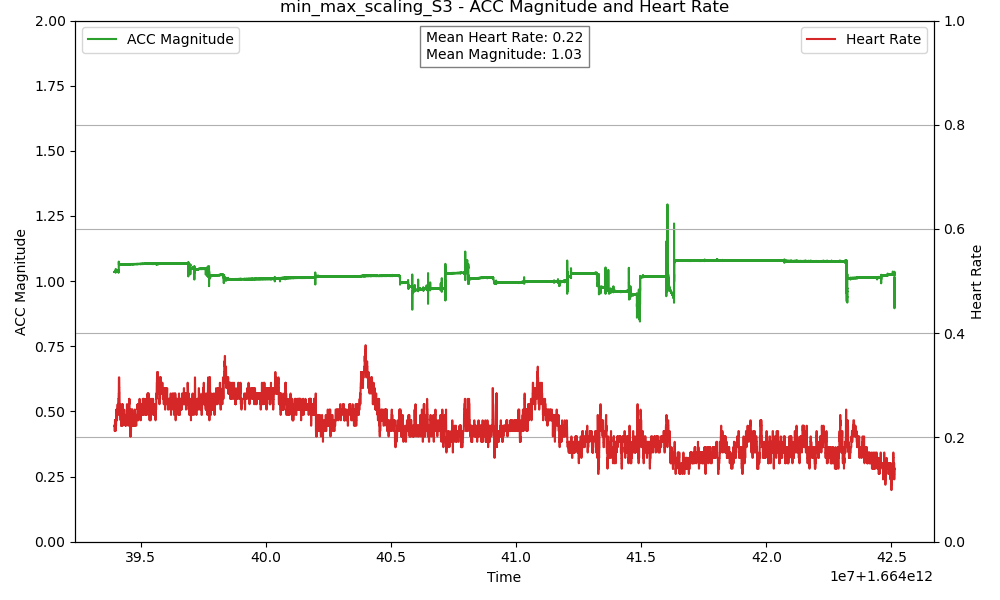 min_max_scaling_S3 - ACC Magnitude and Heart Rate
ACC Magnitude
Mean Heart Rate: 0.22
Mean Magnitude: 1.03
Heart Rate
2.00
1.75
1.50
1.25
1.00
0.75
0.50
0.25
0.00
ACC Magnitude
1.0
0.8
0.6
0.4
0.2
0.0
Heart Rate
39.5 40.0 40.5 41.0 41.5 42.0 42.5
Time
1e7+1.664e12